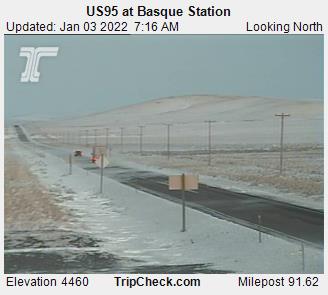 US95 at Basque Station
Updated: Jan 03 2022 7:16 AM Looking North
Elevation 4460 TripCheck.com Milepost 91.62